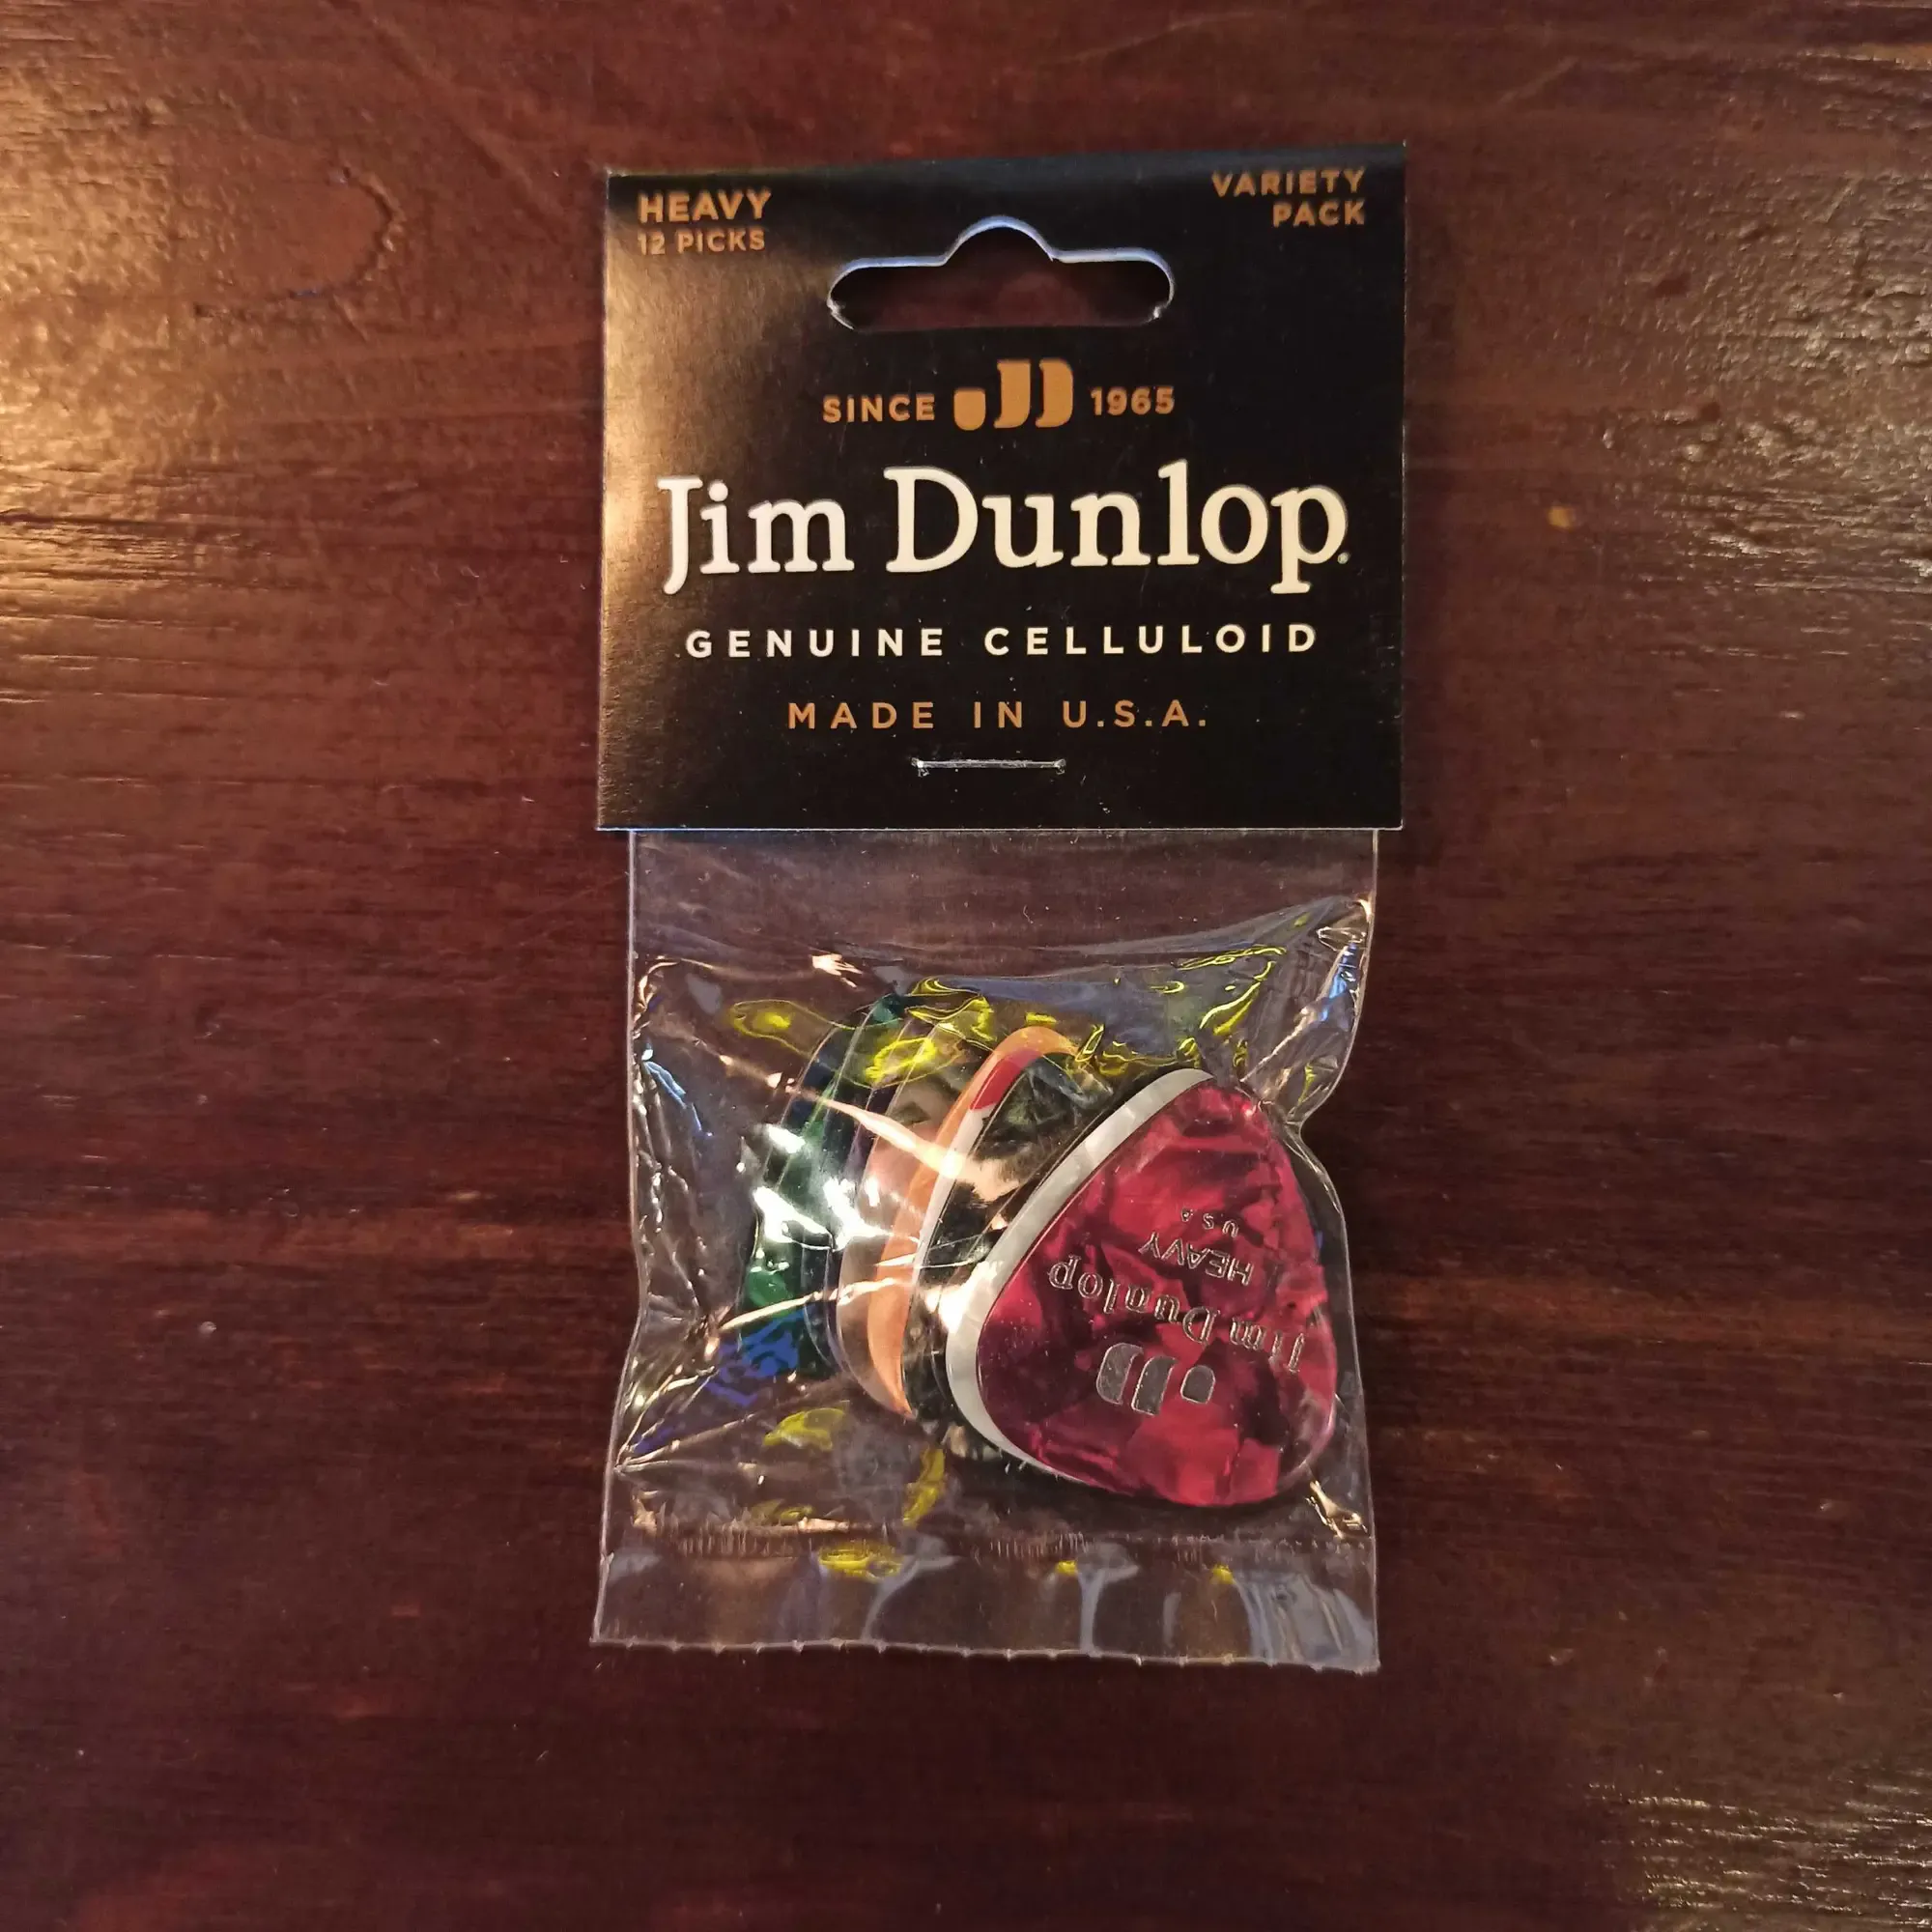 HEAVY
12 PICKS
VARIETY
PACK
SINCE 1965
Jim Dunlop
GENUINE CELLULOID
MADE IN U.S.A.
Jim Dunlop
HEAVY
USA